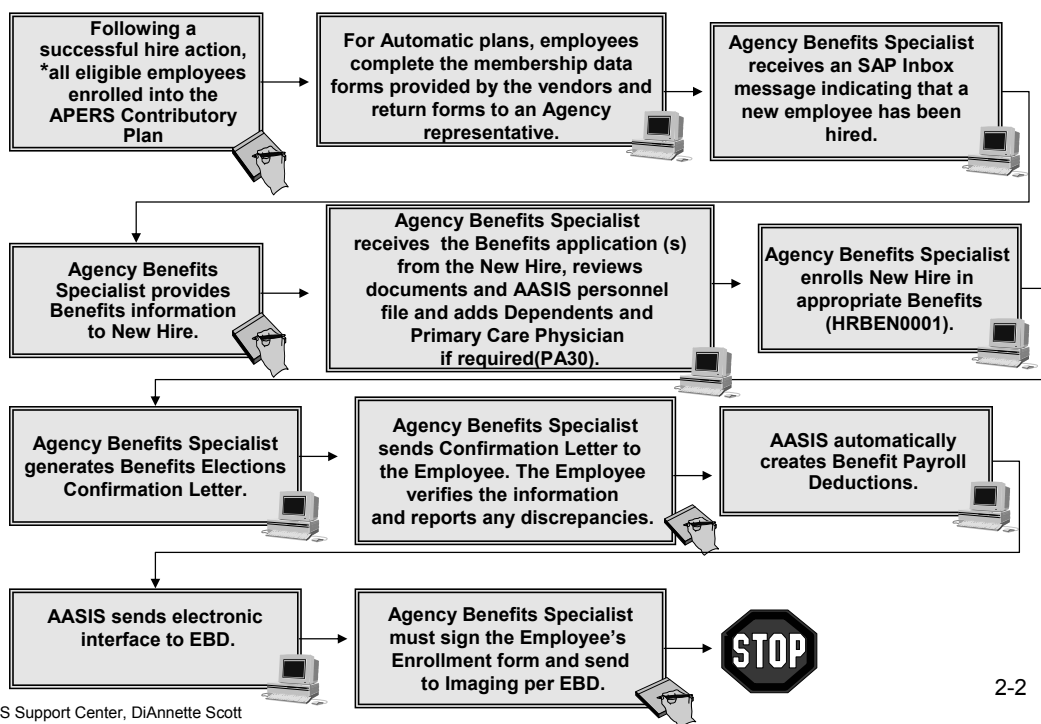 Following a
successful hire action,
*all eligible employees
enrolled into the
APERS Contributory
Plan
For Automatic plans, employees
complete the membership data
forms provided by the vendors and
return forms to an Agency
representative.
Agency Benefits Specialist
receives an SAP Inbox
message indicating that a
new employee has been
hired.
Agency Benefits
Specialist provides
Benefits information
to New Hire.
Agency Benefits Specialist
receives the Benefits application (s)
from the New Hire, reviews
documents and AASIS personnel
file and adds Dependents and
Primary Care Physician
if required(PA30).
Agency Benefits Specialist
enrolls New Hire in
appropriate Benefits
(HRBEN0001).
Agency Benefits Specialist
generates Benefits Elections
Confirmation Letter.
Agency Benefits Specialist
sends Confirmation Letter to
the Employee. The Employee
verifies the information
and reports any discrepancies.
AASIS automatically
creates Benefit Payroll
Deductions.
AASIS sends electronic
interface to EBD.
Agency Benefits Specialist
must sign the Employee's
Enrollment form and send
to Imaging per EBD.
STOP
2-2
S Support Center, DiAnnette Scott